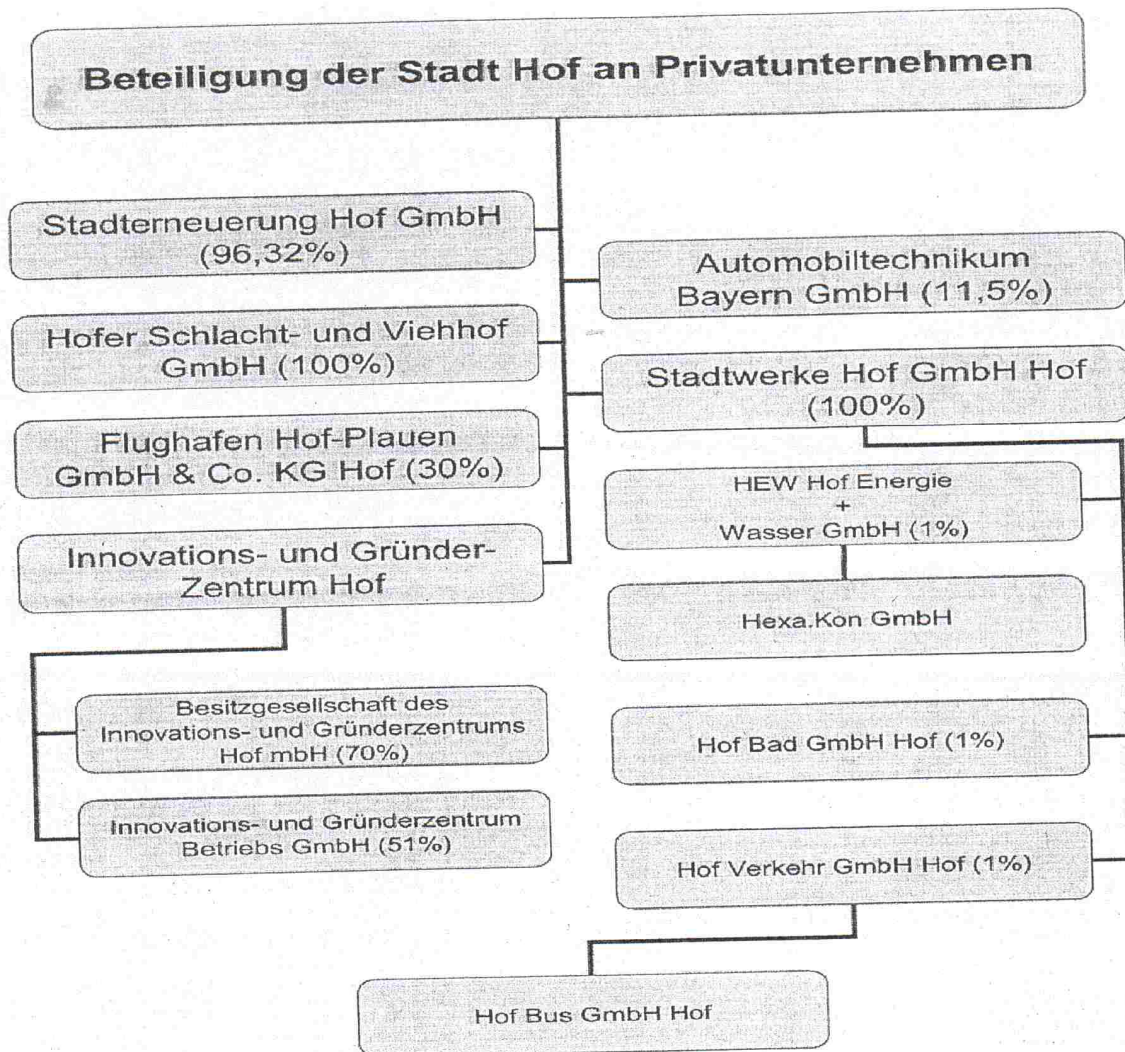 Beteiligung der Stadt Hof an Privatunternehmen
Stadterneuerung Hof GmbH
(96,32%)
Hofer Schlacht- und Viehhof
GmbH (100%)
Flughafen Hof-Plauen
GmbH & Co. KG Hof (30%)
Innovations- und Gründer-
Zentrum Hof
Besitzgesellschaft des
Innovations- und Gründerzentrums
Hof mbH (70%)
Innovations- und Gründerzentrum
Betriebs GmbH (51%)
Automobiltechnikum
Bayern GmbH (11,5%)
Stadtwerke Hof GmbH Hof
(100%)
HEW Hof Energie
+
Wasser GmbH (1%)
Hexa.Kon GmbH
Hof Bad GmbH Hof (1%)
Hof Verkehr GmbH Hof (1%)
Hof Bus GmbH Hof